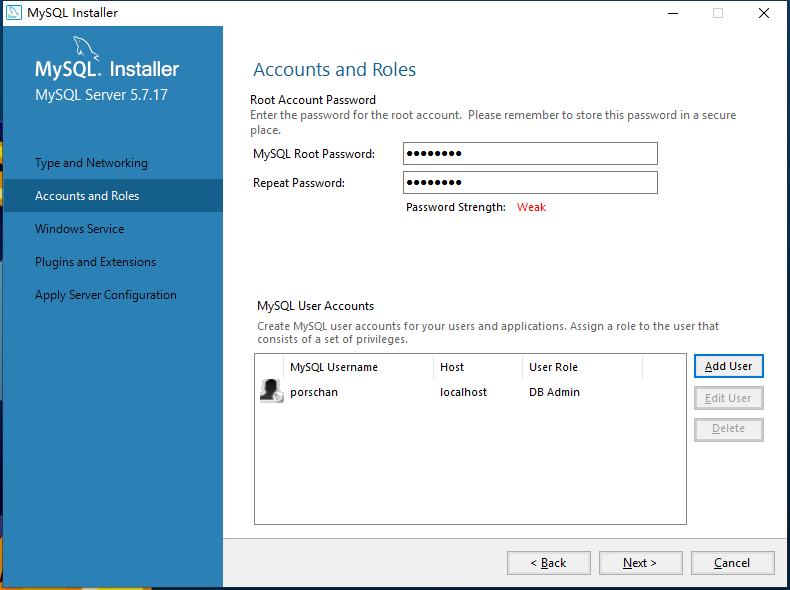 MySQL Installer
MySQL. Installer
MySQL Server 5.7.17
Type and Networking
Accounts and Roles
Windows Service
Plugins and Extensions
Apply Server Configuration
Accounts and Roles
Root Account Password
Enter the password for the root account. Please remember to store this password in a secure
place.
MySQL Root Password: ●●●●●●●●
Repeat Password: ●●●●●●●●
Password Strength: Weak
MySQL User Accounts
Create MySQL user accounts for your users and applications. Assign a role to the user that
consists of a set of privileges.
MySQL Username Host User Role
porschan localhost DB Admin
Add User
Edit User
Delete
< Back Next > Cancel